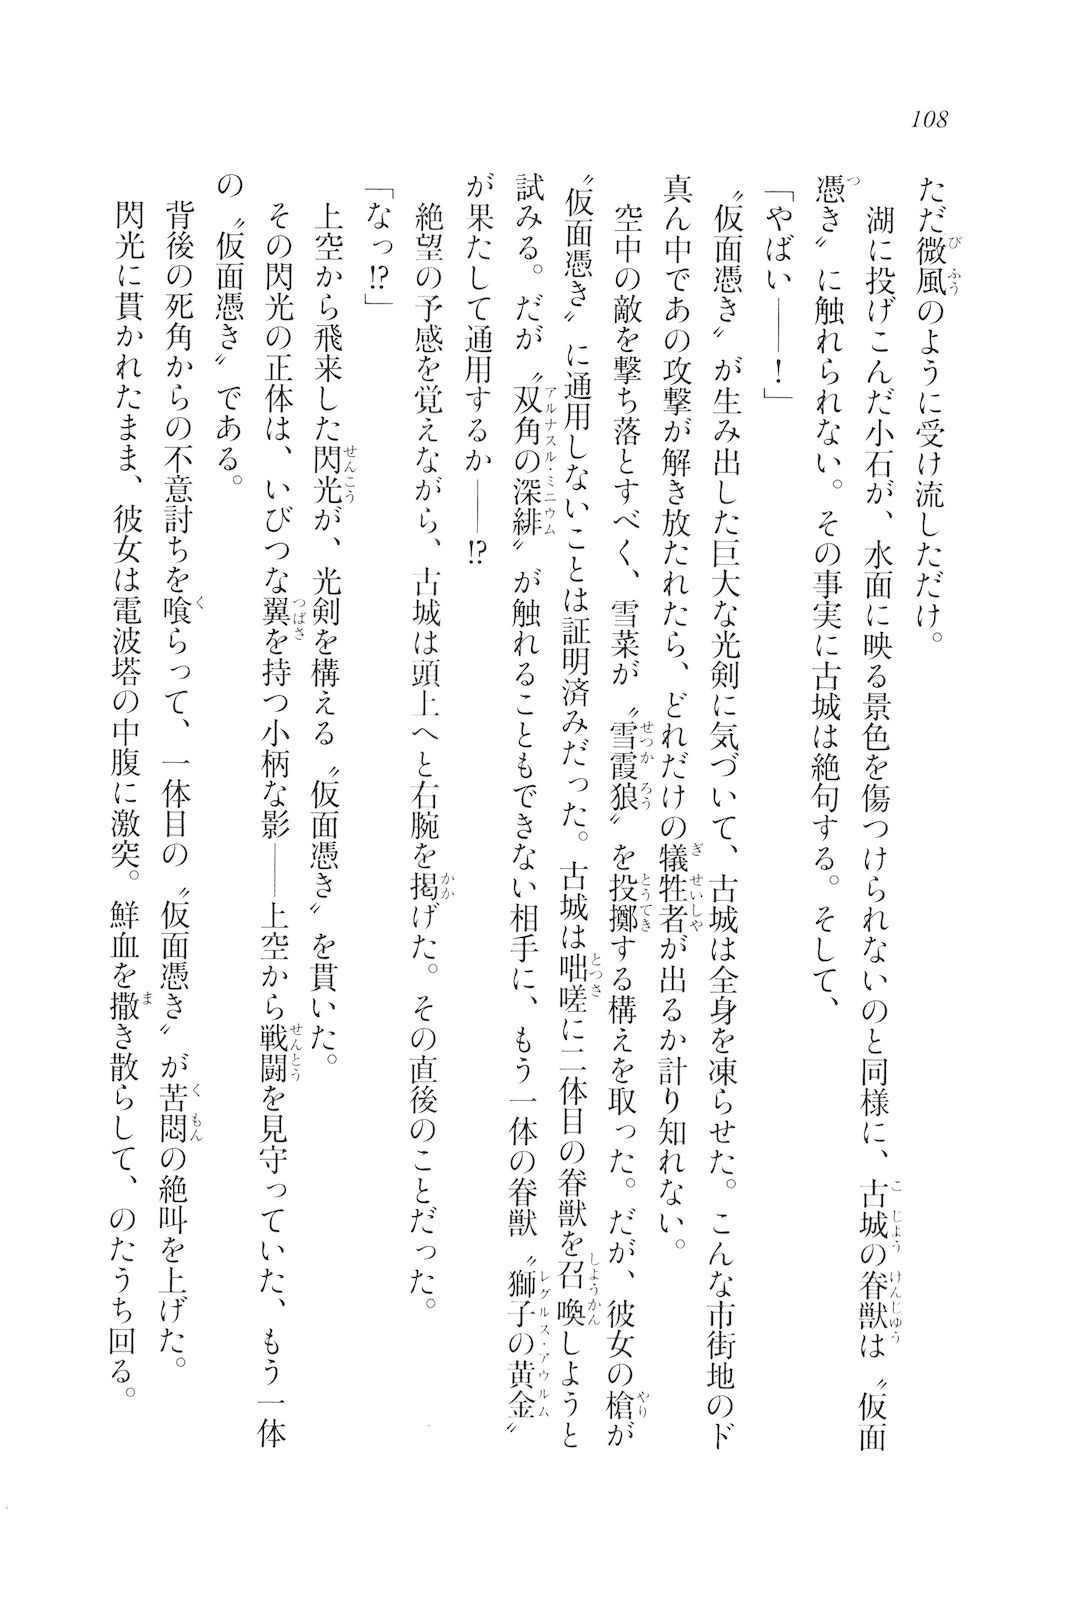 108
ただ微風のように受け流しただけ。
湖に投げこんだ小石が、水面に映る景色を傷つけられないのと同様に、古城の眷獣は〝仮面
憑き〟に触れられない。その事実に古城は絶句する。そして、
「やばい——！」
〝仮面憑き〟が生み出した巨大な光剣に気づいて、古城は全身を凍らせた。こんな市街地のド
真ん中であの攻撃が解き放たれたら、どれだけの犠牲者が出るか計り知れない。
空中の敵を撃ち落とすべく、雪菜が〝雪霞狼〟を投擲する構えを取った。だが、彼女の槍が
〝仮面憑き〟に通用しないことは証明済みだった。古城は咄嗟に二体目の眷獣を召喚しようと
試みる。だが〝双角の深緋〟が触れることもできない相手に、もう一体の眷獣〝獅子の黄金〟
が果たして通用するか——!?
絶望の予感を覚えながら、古城は頭上へと右腕を掲げた。その直後のことだった。
「なっ!?」
上空から飛来した閃光が、光剣を構える〝仮面憑き〟を貫いた。
その閃光の正体は、いびつな翼を持つ小柄な影——上空から戦闘を見守っていた、もう一体
の〝仮面憑き〟である。
背後の死角からの不意討ちを喰らって、一体目の〝仮面憑き〟が苦悶の絶叫を上げた。
閃光に貫かれたまま、彼女は電波塔の中腹に激突。鮮血を撒き散らして、のたうち回る。